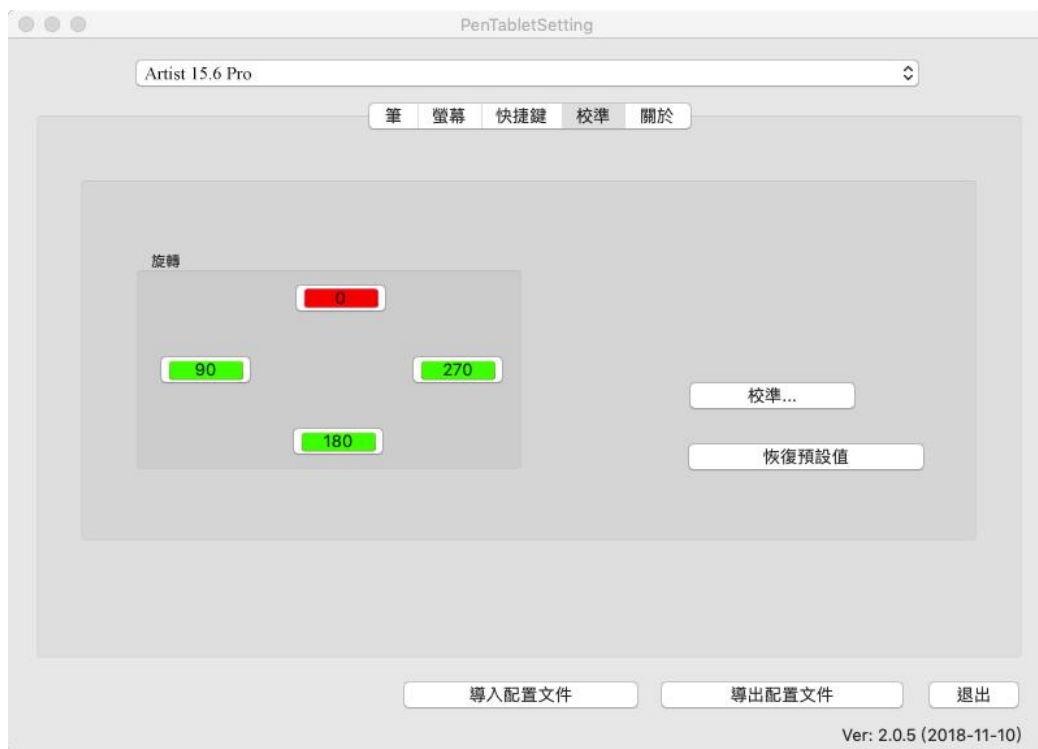 PenTabletSetting
Artist 15.6 Pro
筆 螢幕 快捷鍵 校準 關於
旋轉
0
90 270
校準...
180
恢復預設值
導入配置文件 導出配置文件 退出
Ver: 2.0.5 (2018-11-10)